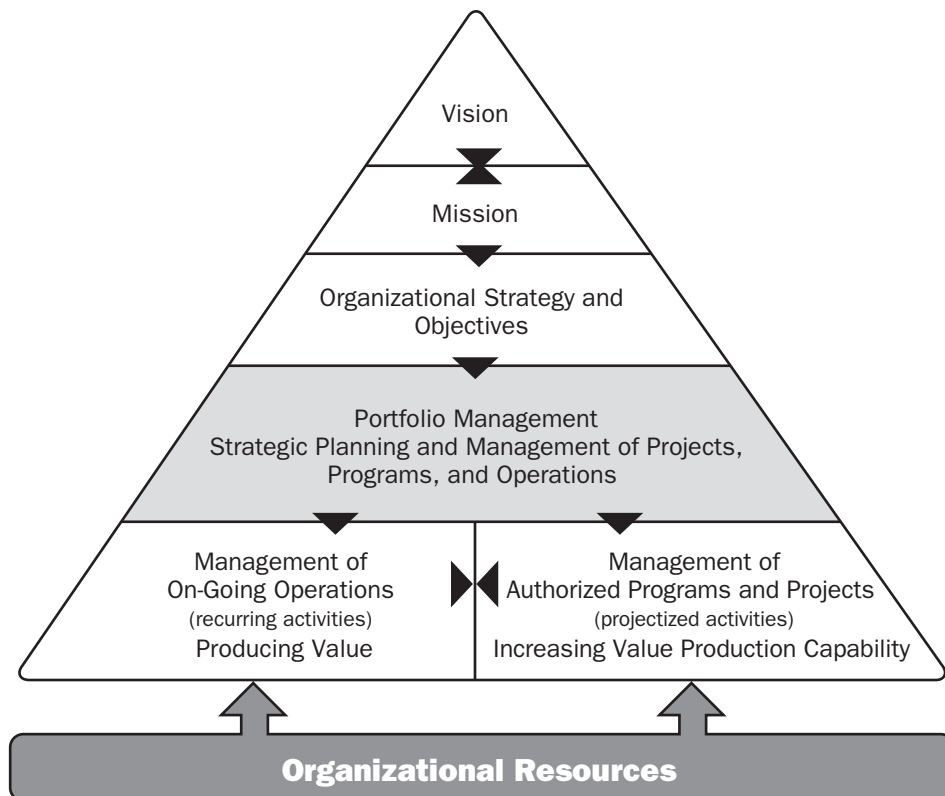 Vision
Mission
Organizational Strategy and
Objectives
Portfolio Management
Strategic Planning and Management of Projects,
Programs, and Operations
Management of
On-Going Operations
(recurring activities)
Producing Value
Management of
Authorized Programs and Projects
(projectized activities)
Increasing Value Production Capability
Organizational Resources